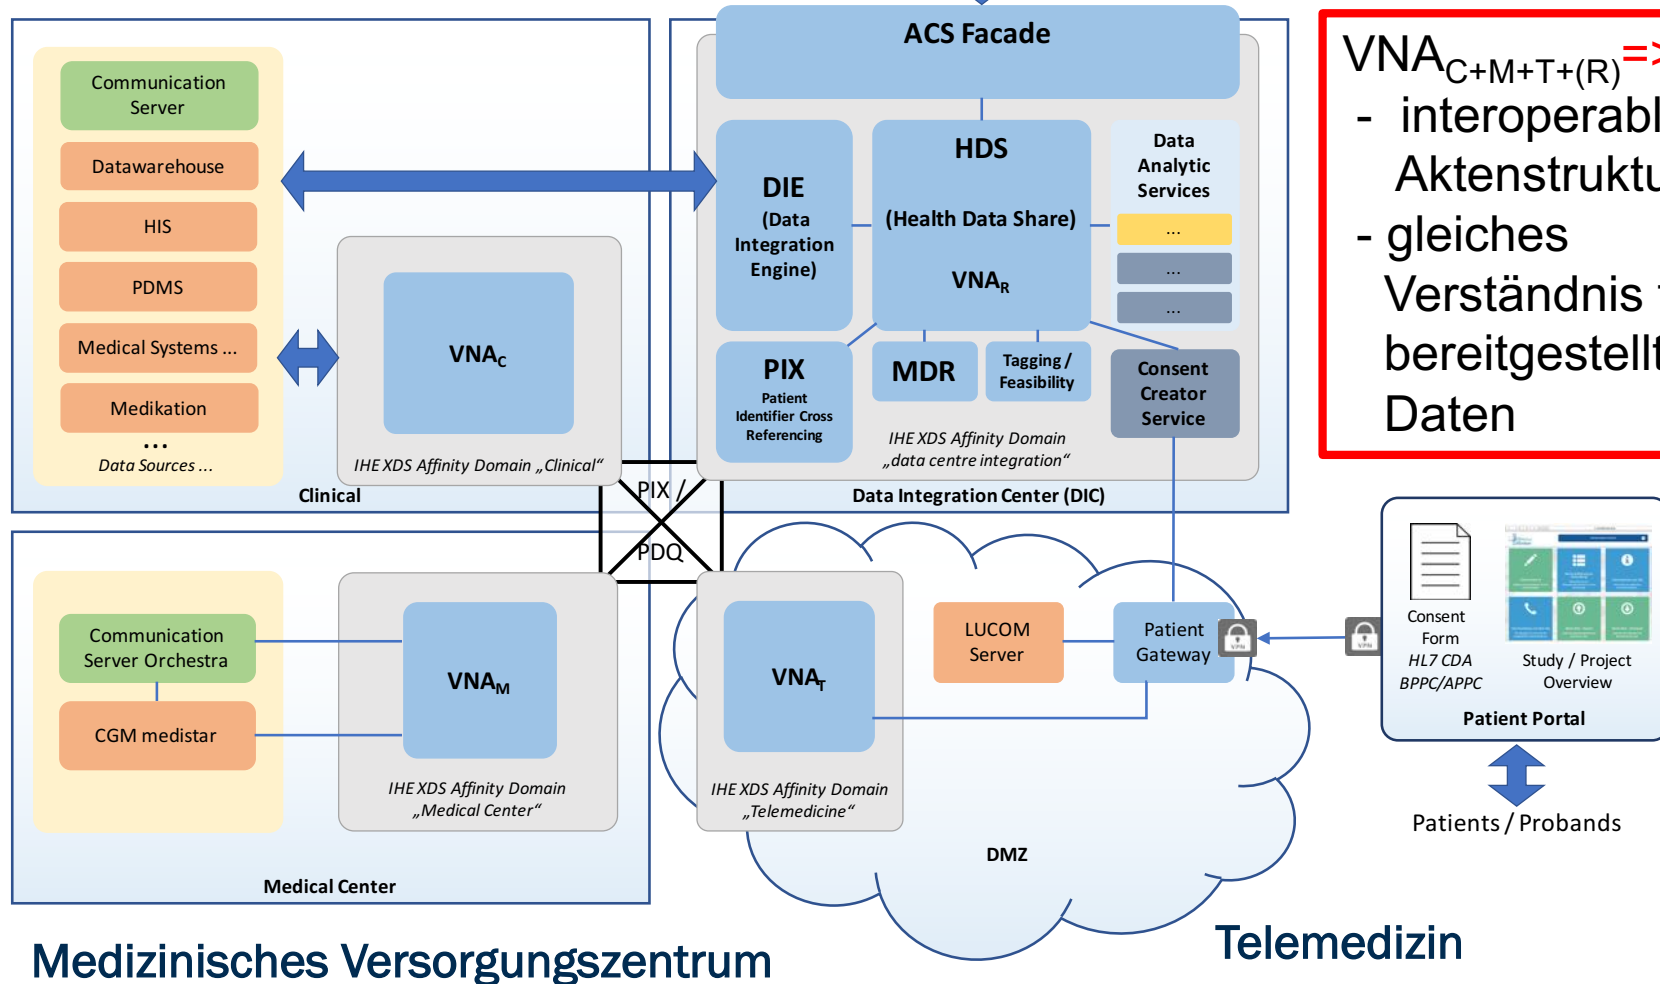 Communication
Server
Datawarehouse
HIS
PDMS
Medical Systems ...
Medikation
...
Data Sources ...
VNAC
IHE XDS Affinity Domain „Clinical“
Clinical
ACS Facade
DIE
(Data
Integration
Engine)
HDS
(Health Data Share)
VNAR
Data
Analytic
Services
...
...
...
PIX
Patient
Identifier Cross
Referencing
MDR
Tagging /
Feasibility
Consent
Creator
Service
IHE XDS Affinity Domain
„data centre integration“
Data Integration Center (DIC)
VNAC+M+T+(R)=>
- interoperabl
Aktenstruktu
- gleiches
Verständnis
bereitgestellt
Daten
PIX /
PDQ
Communication
Server Orchestra
CGM medistar
VNAM
IHE XDS Affinity Domain
„Medical Center“
Medical Center
VNAT
IHE XDS Affinity Domain
„Telemedicine“
LUCOM
Server
Patient
Gateway
VPN
DMZ
VPN
Consent
Form
HL7 CDA
BPPC/APPC
Study / Project
Overview
Patient Portal
Patients / Probands
Medizinisches Versorgungszentrum
Telemedizin